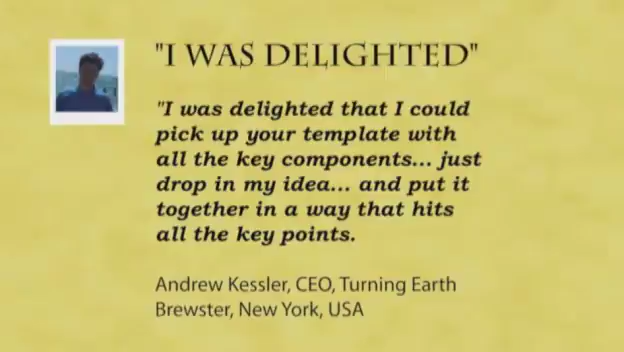 "I WAS DELIGHTED"
"I was delighted that I could
pick up your template with
all the key components... just
drop in my idea... and put it
together in a way that hits
all the key points.
Andrew Kessler, CEO, Turning Earth
Brewster, New York, USA